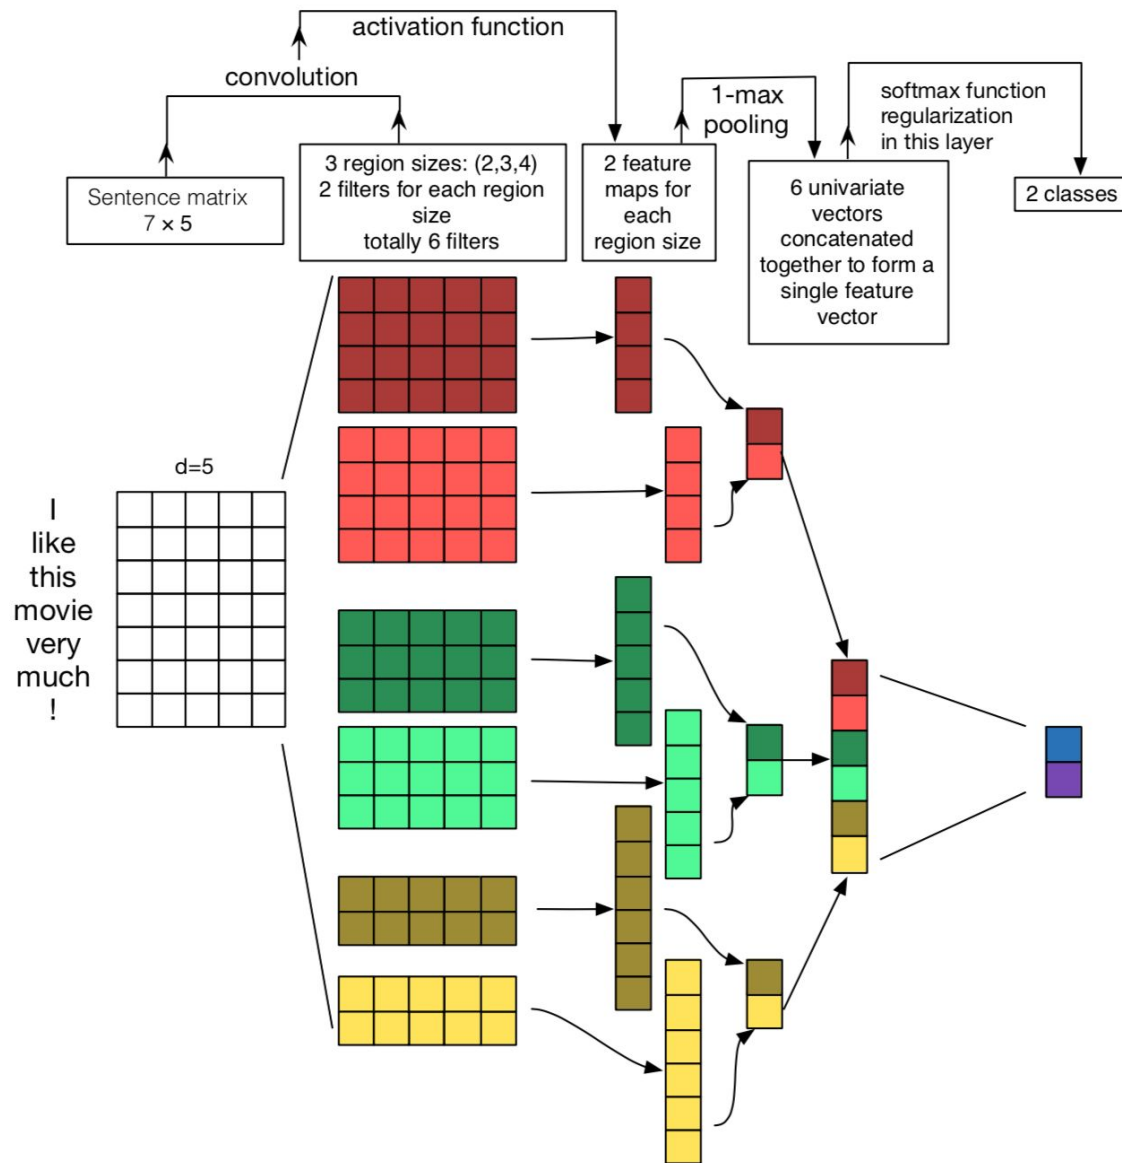 activation function
convolution
1-max
pooling
softmax function
regularization
in this layer
Sentence matrix
7 × 5
3 region sizes: (2,3,4)
2 filters for each region
size
totally 6 filters
2 feature
maps for
each
region size
6 univariate
vectors
concatenated
together to form a
single feature
vector
2 classes
d=5
I
like
this
movie
very
much
!